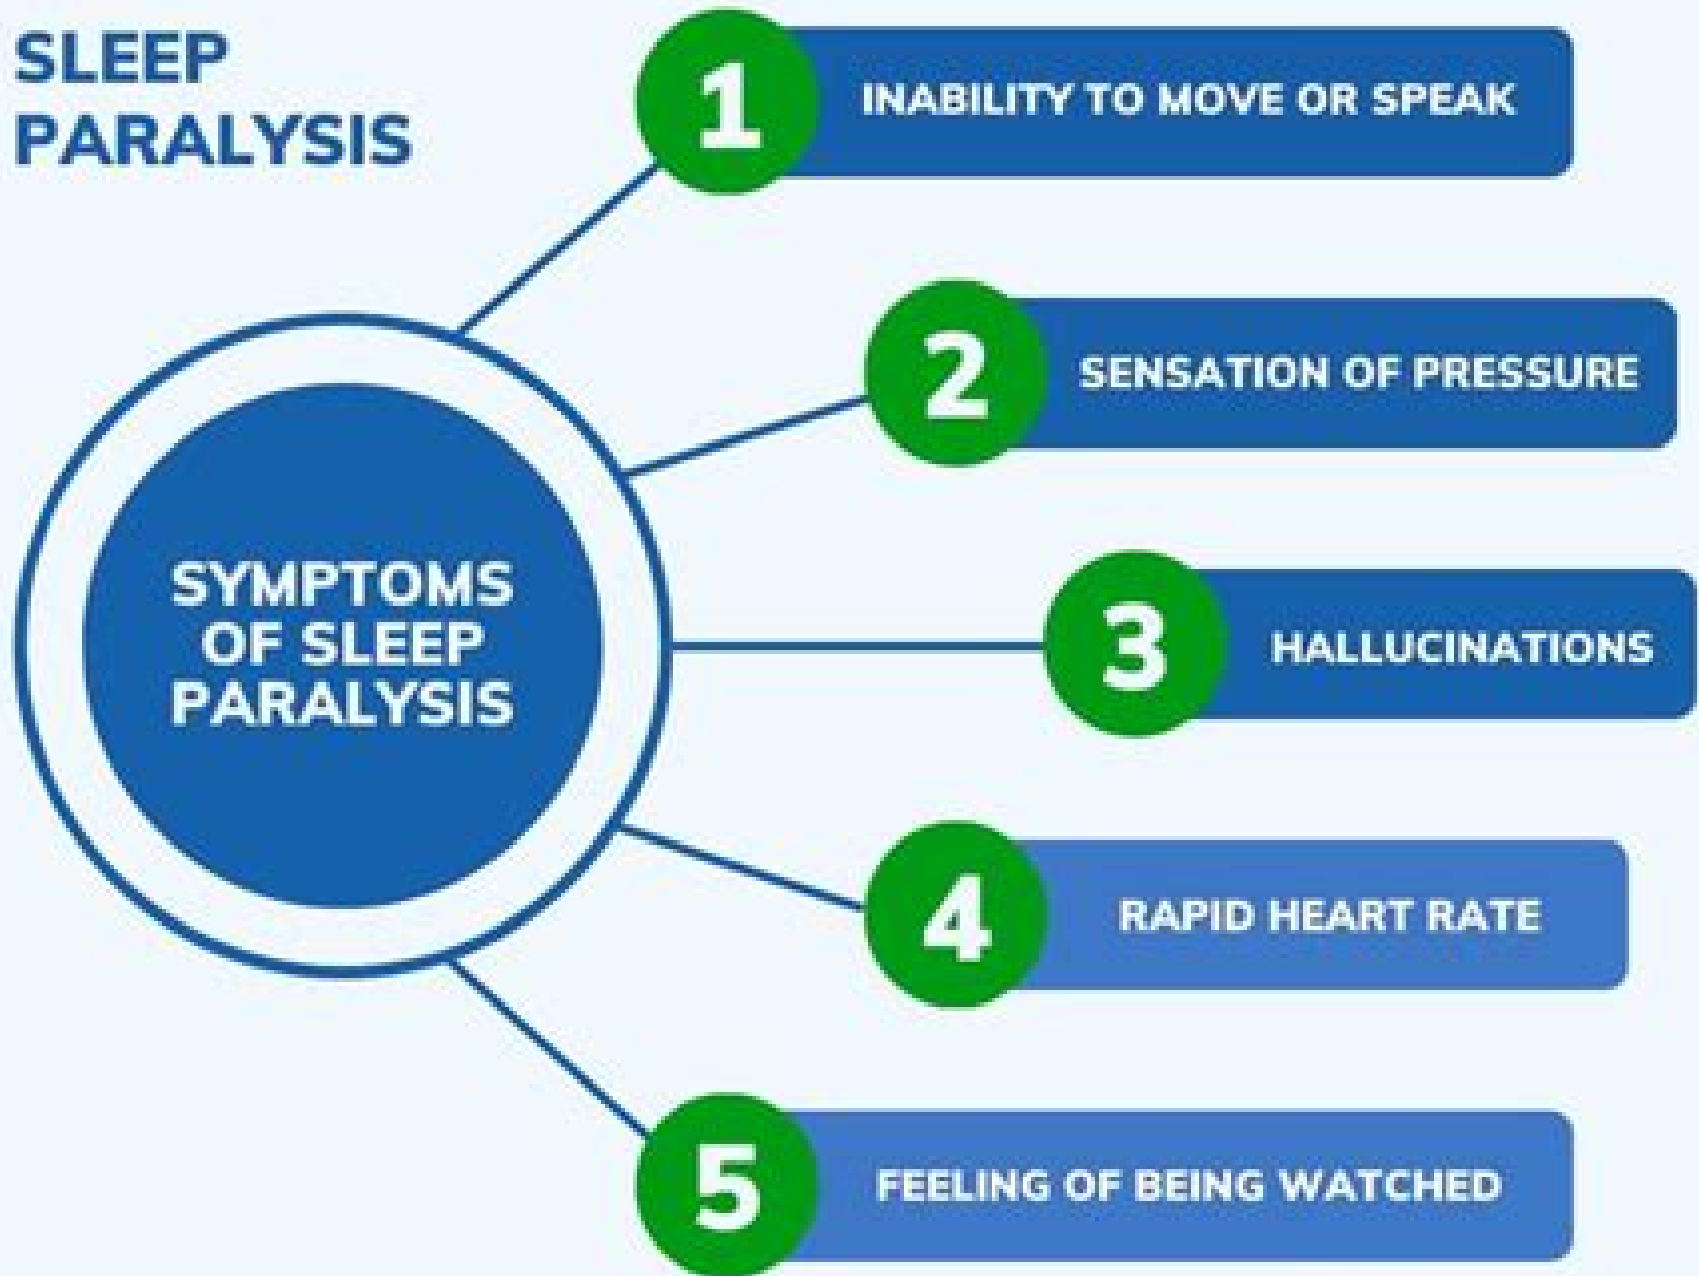 SLEEP
PARALYSIS
1
INABILITY TO MOVE OR SPEAK
2
SENSATION OF PRESSURE
SYMPTOMS
OF SLEEP
PARALYSIS
3
HALLUCINATIONS
4
RAPID HEART RATE
5
FEELING OF BEING WATCHED